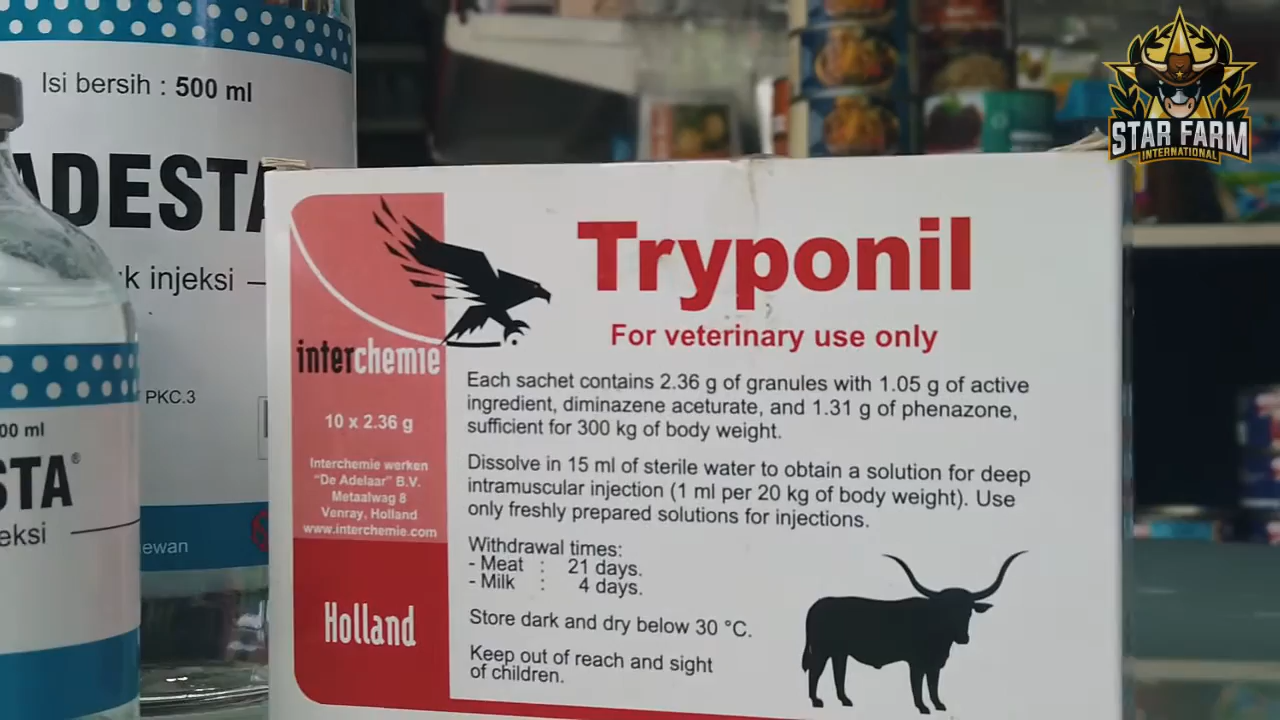 Isi bersih : 500 ml
ADESTA
k injeksi
PKC.3
00 ml
STA®
eksi
ewan
Tryponil
For veterinary use only
interchemie
10 x 2.36 g
Interchemie werken
“De Adelaar” B.V.
Metaalwag 8
Venray, Holland
www.interchemie.com
Holland
Each sachet contains 2.36 g of granules with 1.05 g of active
ingredient, diminazene aceturate, and 1.31 g of phenazone,
sufficient for 300 kg of body weight.
Dissolve in 15 ml of sterile water to obtain a solution for deep
intramuscular injection (1 ml per 20 kg of body weight). Use
only freshly prepared solutions for injections.
Withdrawal times:
- Meat : 21 days.
- Milk : 4 days.
Store dark and dry below 30 °C.
Keep out of reach and sight
of children.
STAR FARM
INTERNATIONAL